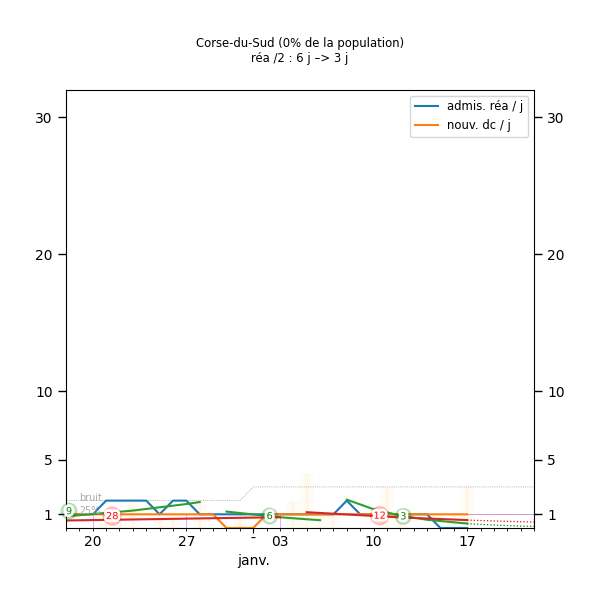 Corse-du-Sud (0% de la population)
réa /2 : 6 j –> 3 j
admis. réa / j
nouv. dc / j
30 30
20 20
10 10
5 5
bruit
25%
1 9 28 6 12 3 1
20 27 - 03 10 17
janv.